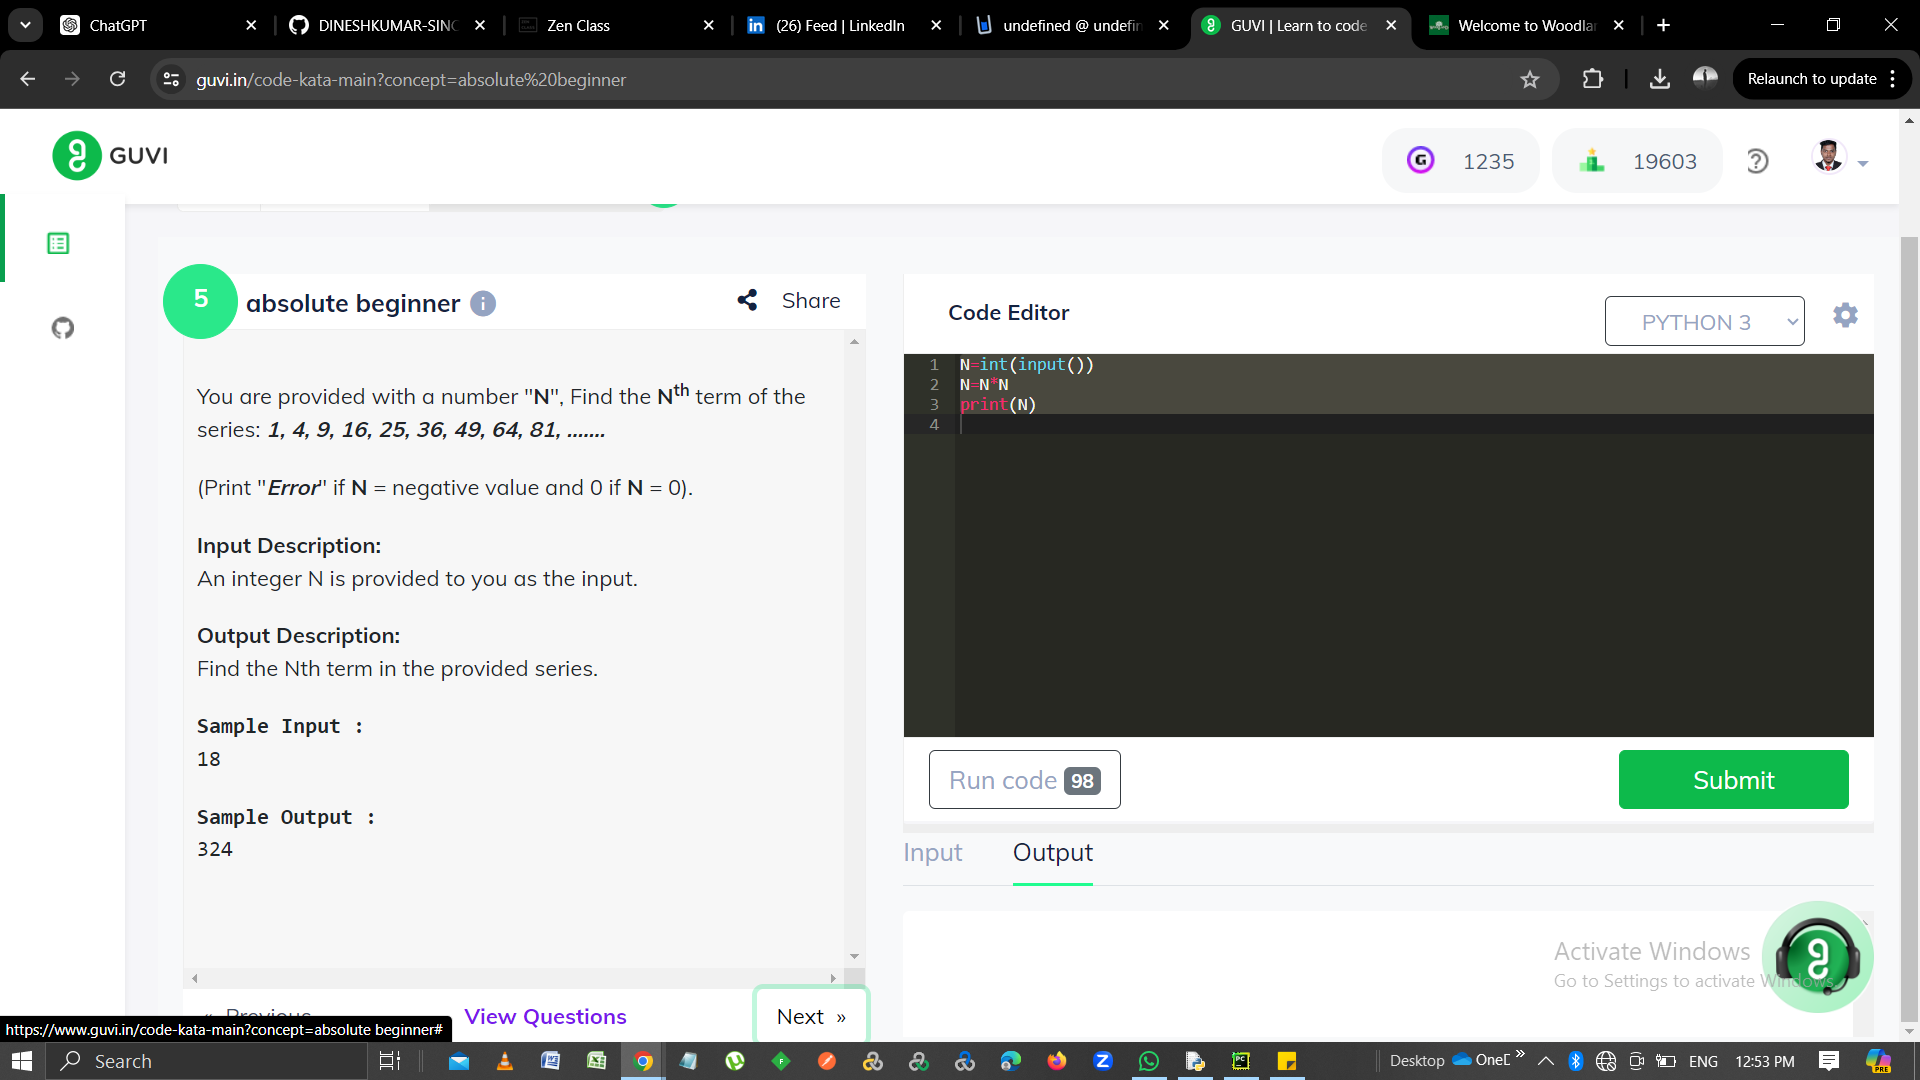 ChatGPT
DINESHKUMAR-SING
Zen Class
(26) Feed | LinkedIn
undefined @ undefin
GUVI | Learn to code
Welcome to Woodlan
guvi.in/code-kata-main?concept=absolute%20beginner
Relaunch to update
GUVI
G 1235
19603
5 absolute beginner
Share
You are provided with a number "N", Find the Nth term of the
series: 1, 4, 9, 16, 25, 36, 49, 64, 81, .......
(Print "Error" if N = negative value and 0 if N = 0).
Input Description:
An integer N is provided to you as the input.
Output Description:
Find the Nth term in the provided series.
Sample Input :
18
Sample Output :
324
« Previous
View Questions
Next »
Code Editor
PYTHON 3
1 N=int(input())
2 N=N*N
3 print(N)
4
Run code 98
Submit
Input
Output
Activate Windows
Go to Settings to activate Windows.
https://www.guvi.in/code-kata-main?concept=absolute beginner#
Search
Desktop
OneD
ENG
12:53 PM
PRE